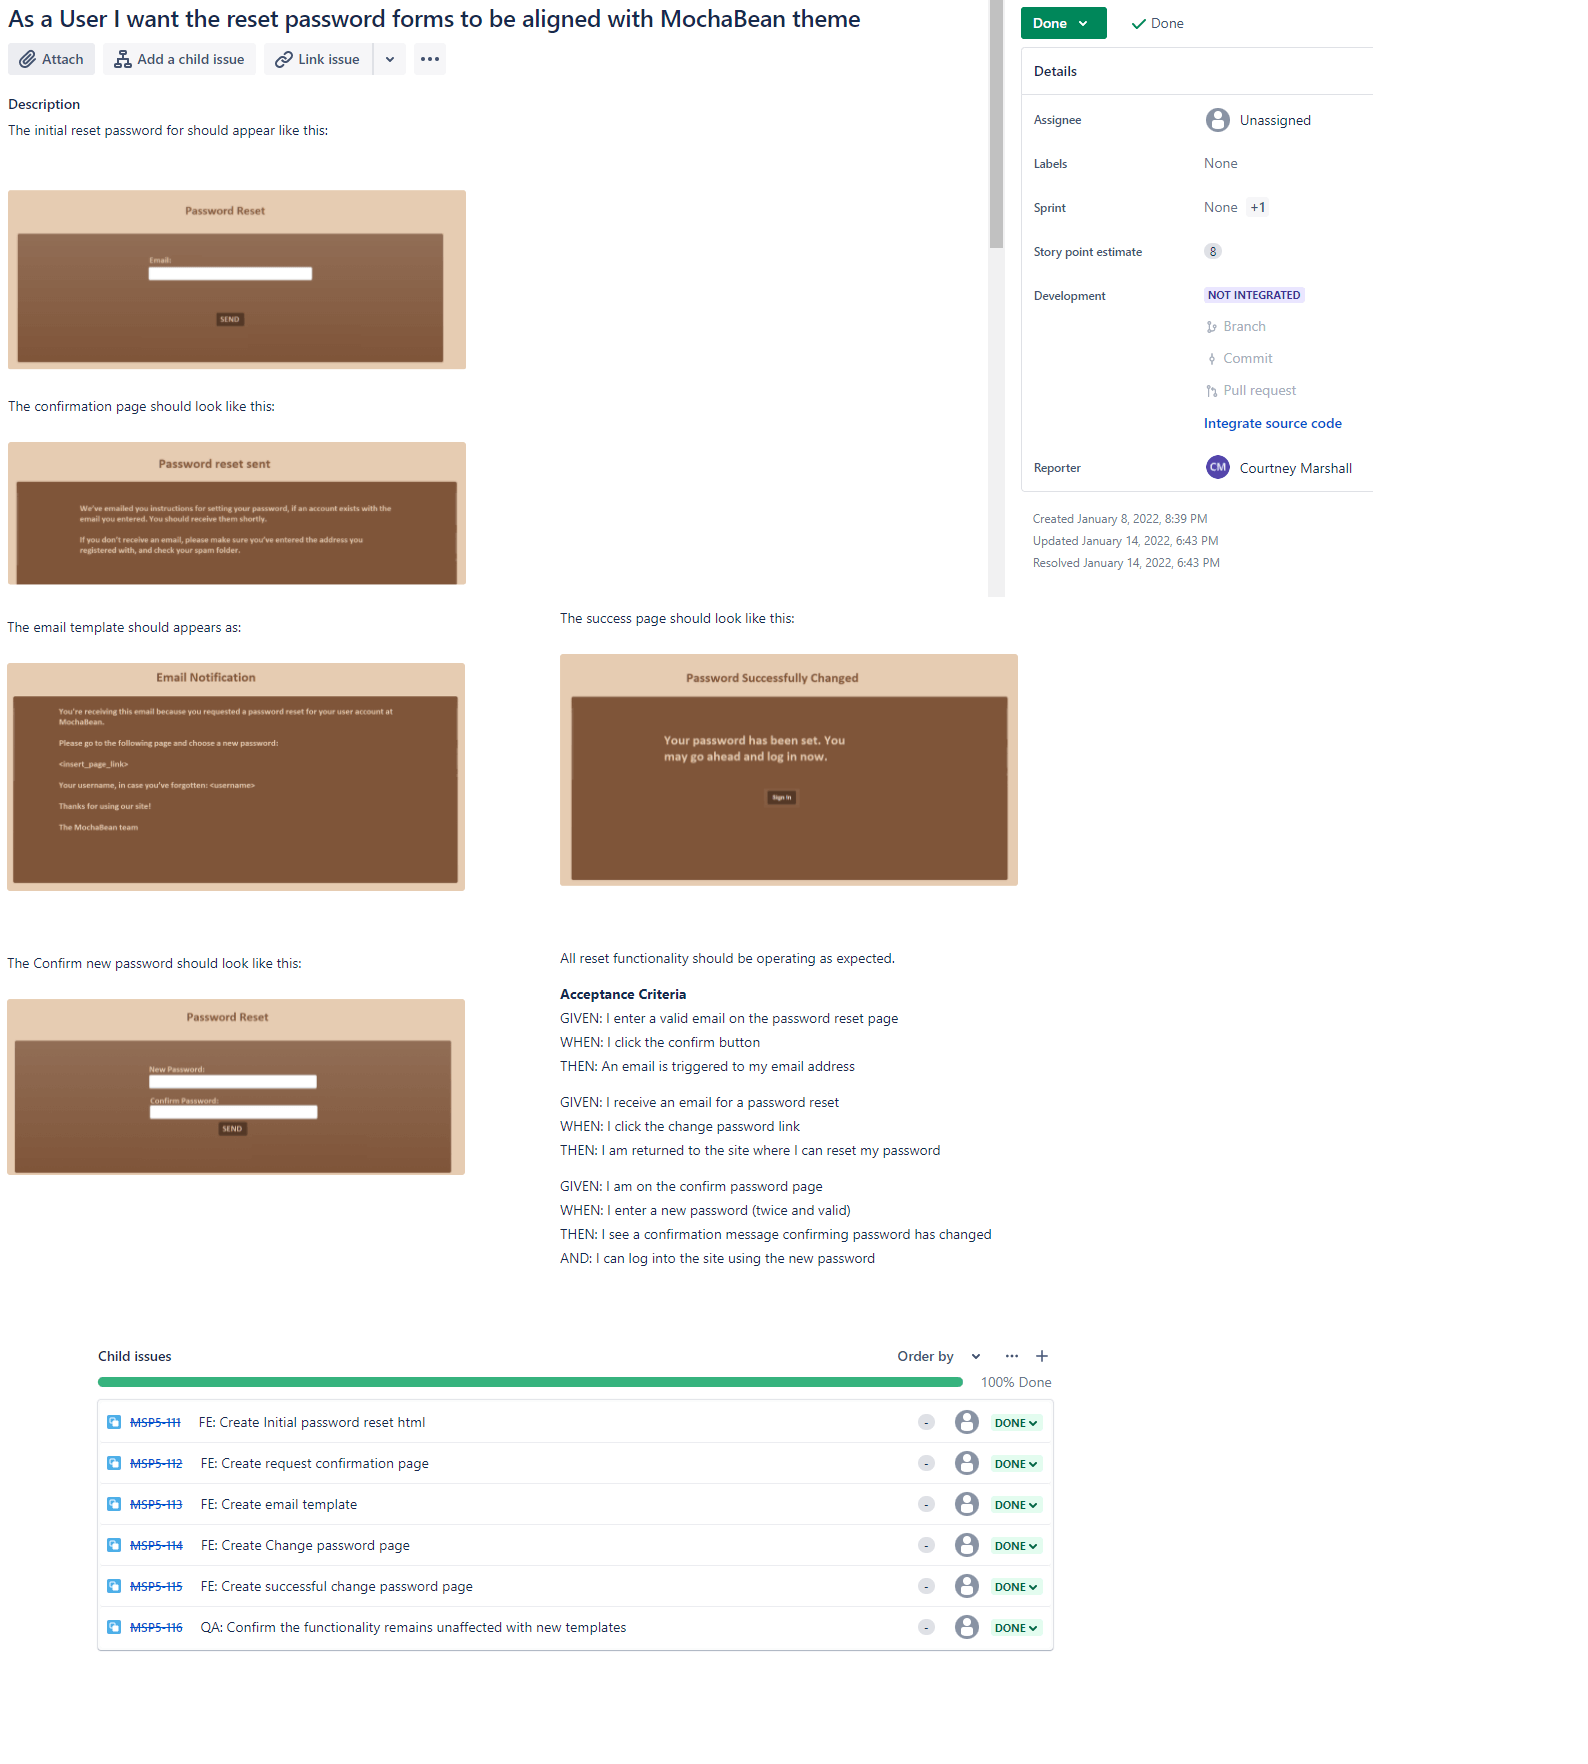 As a User I want the reset password forms to be aligned with MochaBean theme
Attach
Add a child issue
Link issue
Description
The initial reset password for should appear like this:
Password Reset
Email:
SEND
The confirmation page should look like this:
Password reset sent
We've emailed you instructions for setting your password, if an account exists with the
email you entered. You should receive them shortly.
If you don't receive an email, please make sure you've entered the address you
registered with, and check your spam folder.
Done
Done
Details
Assignee
Unassigned
Labels
None
Sprint
None +1
Story point estimate
8
Development
NOT INTEGRATED
Branch
Commit
Pull request
Integrate source code
Reporter
CM
Courtney Marshall
Created January 8, 2022, 8:39 PM
Updated January 14, 2022, 6:43 PM
Resolved January 14, 2022, 6:43 PM
The email template should appears as:
Email Notification
You're receiving this email because you requested a password reset for your user account at
MochaBean.
Please go to the following page and choose a new password:
<insert_page_link>
Your username, in case you've forgotten: <username>
Thanks for using our site!
The MochaBean team
The Confirm new password should look like this:
Password Reset
New Password:
Confirm Password:
SEND
The success page should look like this:
Password Successfully Changed
Your password has been set. You
may go ahead and log in now.
Sign In
All reset functionality should be operating as expected.
Acceptance Criteria
GIVEN: I enter a valid email on the password reset page
WHEN: I click the confirm button
THEN: An email is triggered to my email address
GIVEN: I receive an email for a password reset
WHEN: I click the change password link
THEN: I am returned to the site where I can reset my password
GIVEN: I am on the confirm password page
WHEN: I enter a new password (twice and valid)
THEN: I see a confirmation message confirming password has changed
AND: I can log into the site using the new password
Child issues
Order by
100% Done
MSP5-111 FE: Create Initial password reset html - DONE
MSP5-112 FE: Create request confirmation page - DONE
MSP5-113 FE: Create email template - DONE
MSP5-114 FE: Create Change password page - DONE
MSP5-115 FE: Create successful change password page - DONE
MSP5-116 QA: Confirm the functionality remains unaffected with new templates - DONE